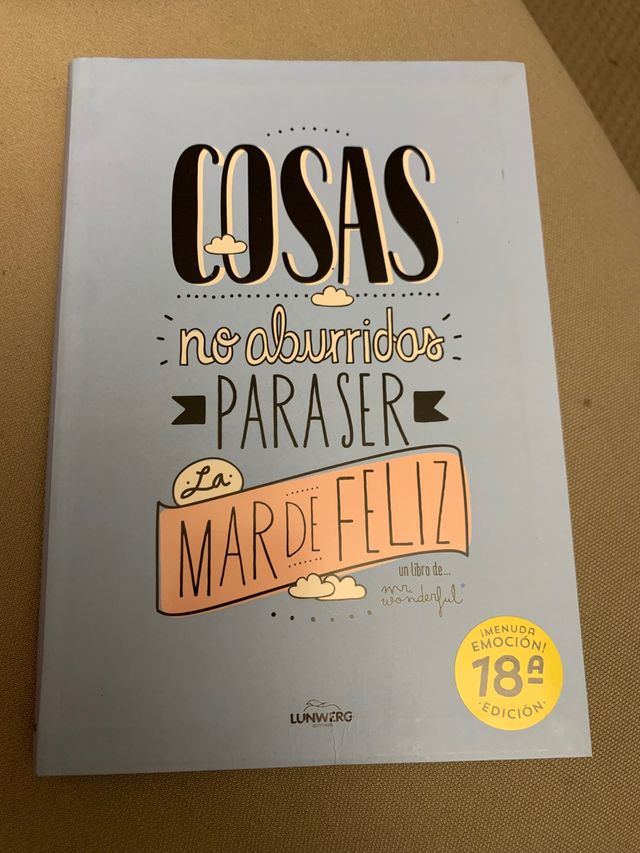 COSAS
no aburridas
PARA SER
La
MAR DE FELIZ
un libro de...
mr.
wonderful*
¡MENUDA
EMOCIÓN!
18ª
·EDICIÓN·
LUNWERG
EDITORES